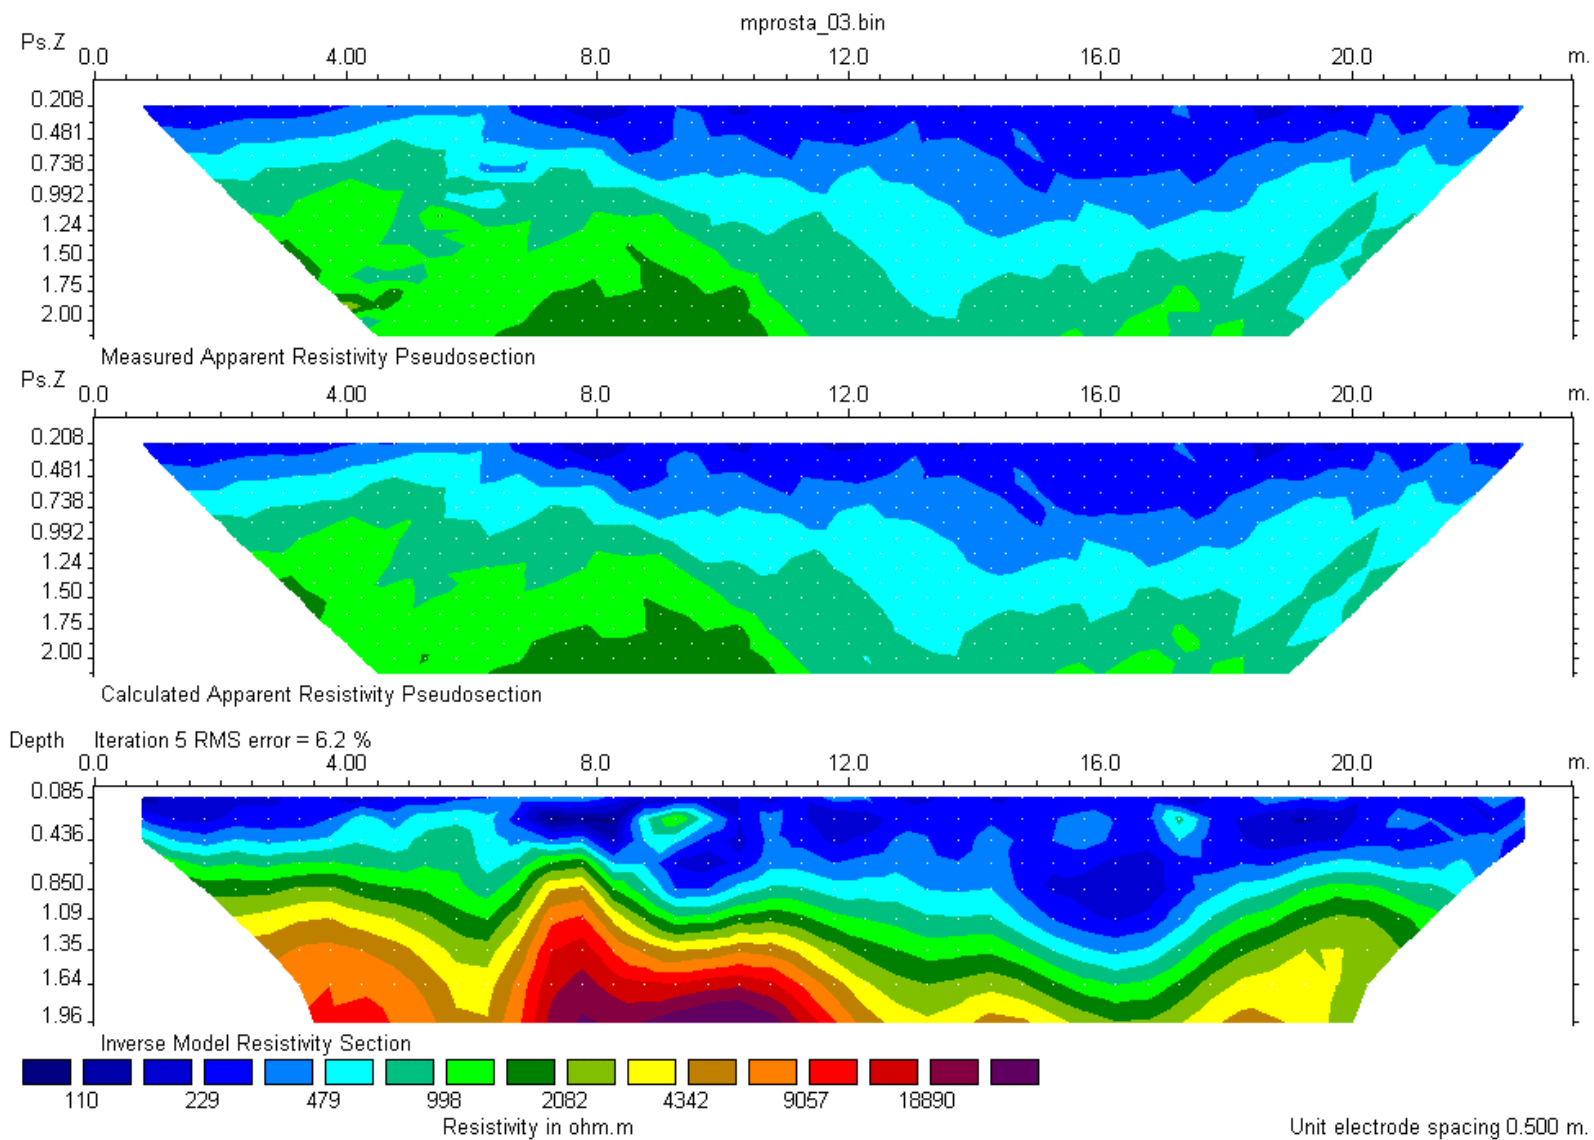 mprosta_03.bin
Ps.Z 0.0 4.00 8.0 12.0 16.0 20.0 m.
0.208
0.481
0.738
0.992
1.24
1.50
1.75
2.00
Measured Apparent Resistivity Pseudosection
Ps.Z 0.0 4.00 8.0 12.0 16.0 20.0 m.
0.208
0.481
0.738
0.992
1.24
1.50
1.75
2.00
Calculated Apparent Resistivity Pseudosection
Depth Iteration 5 RMS error = 6.2 %
0.0 4.00 8.0 12.0 16.0 20.0 m.
0.085
0.436
0.850
1.09
1.35
1.64
1.96
Inverse Model Resistivity Section
110 229 479 998 2082 4342 9057 18890
Resistivity in ohm.m Unit electrode spacing 0.500 m.